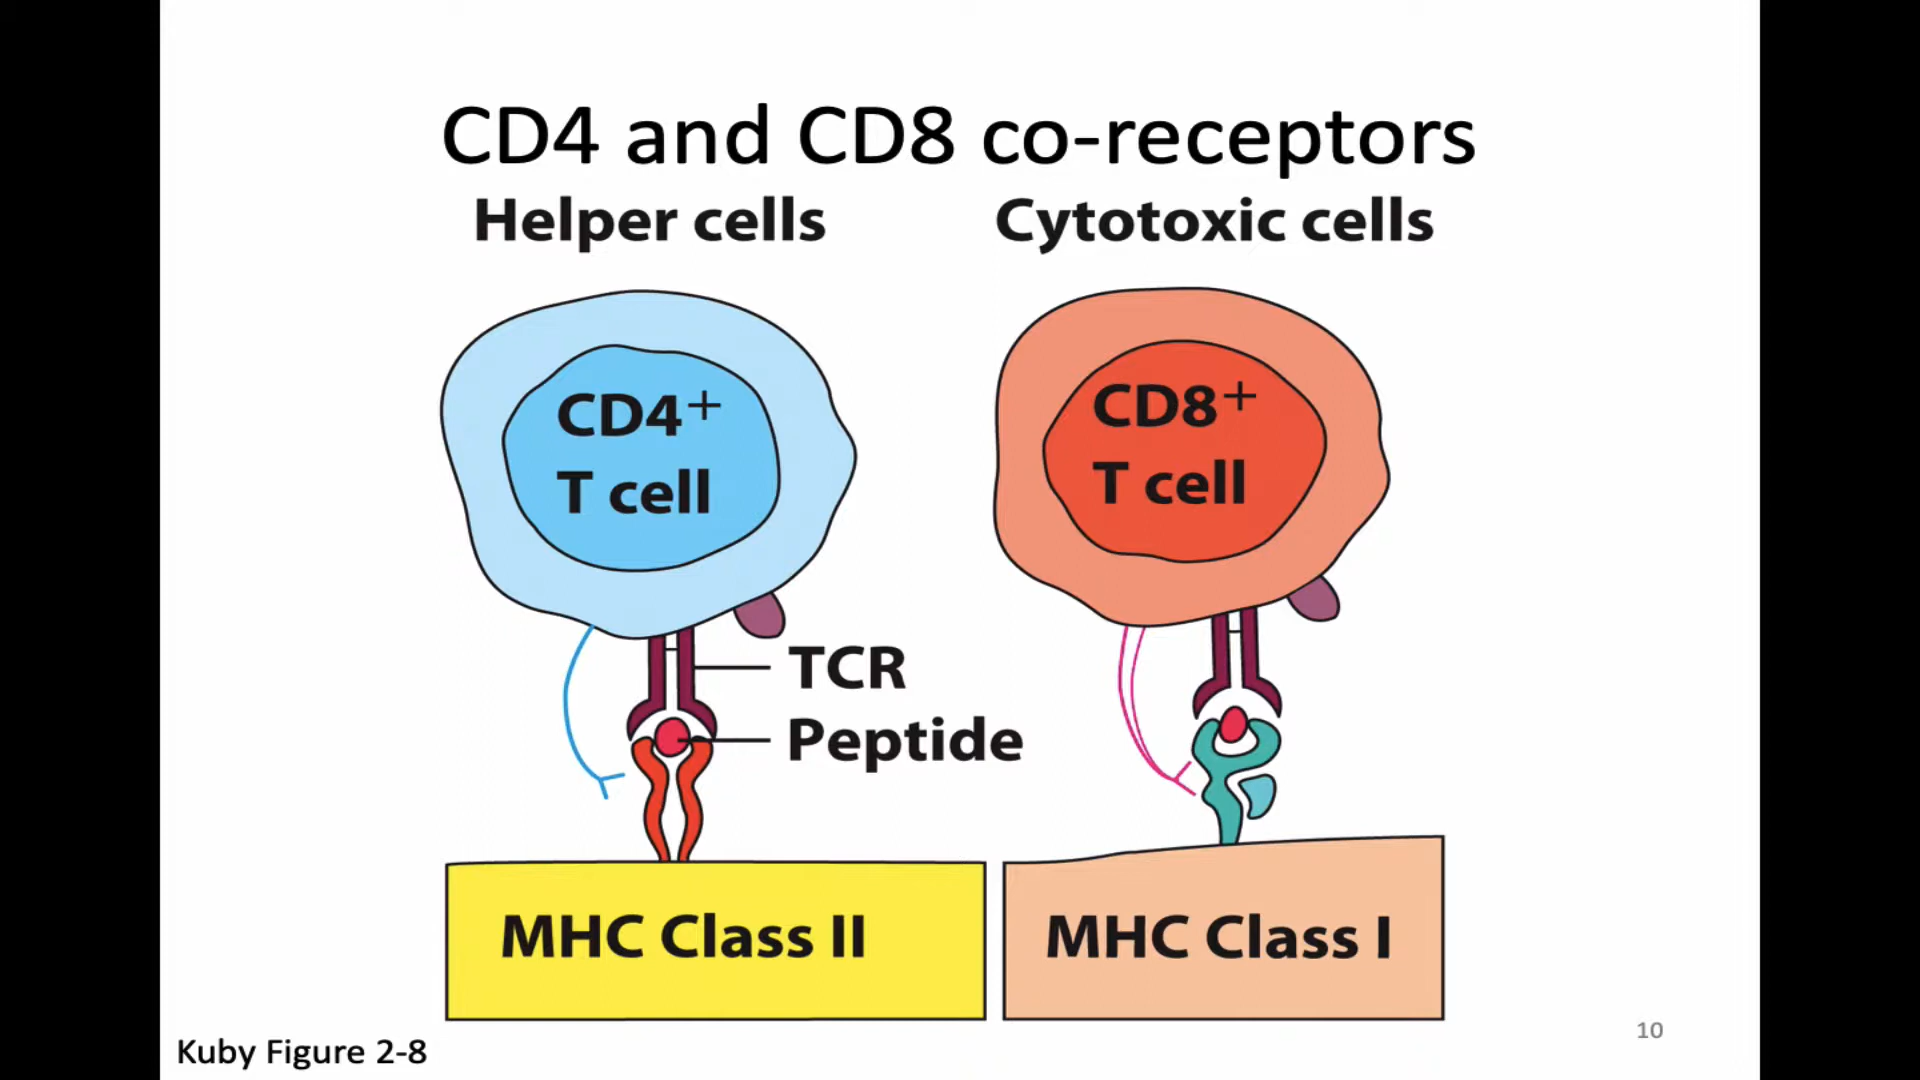 CD4 and CD8 co-receptors
Helper cells
Cytotoxic cells
CD4⁺
T cell
CD8⁺
T cell
TCR
Peptide
MHC Class II
MHC Class I
Kuby Figure 2-8
10